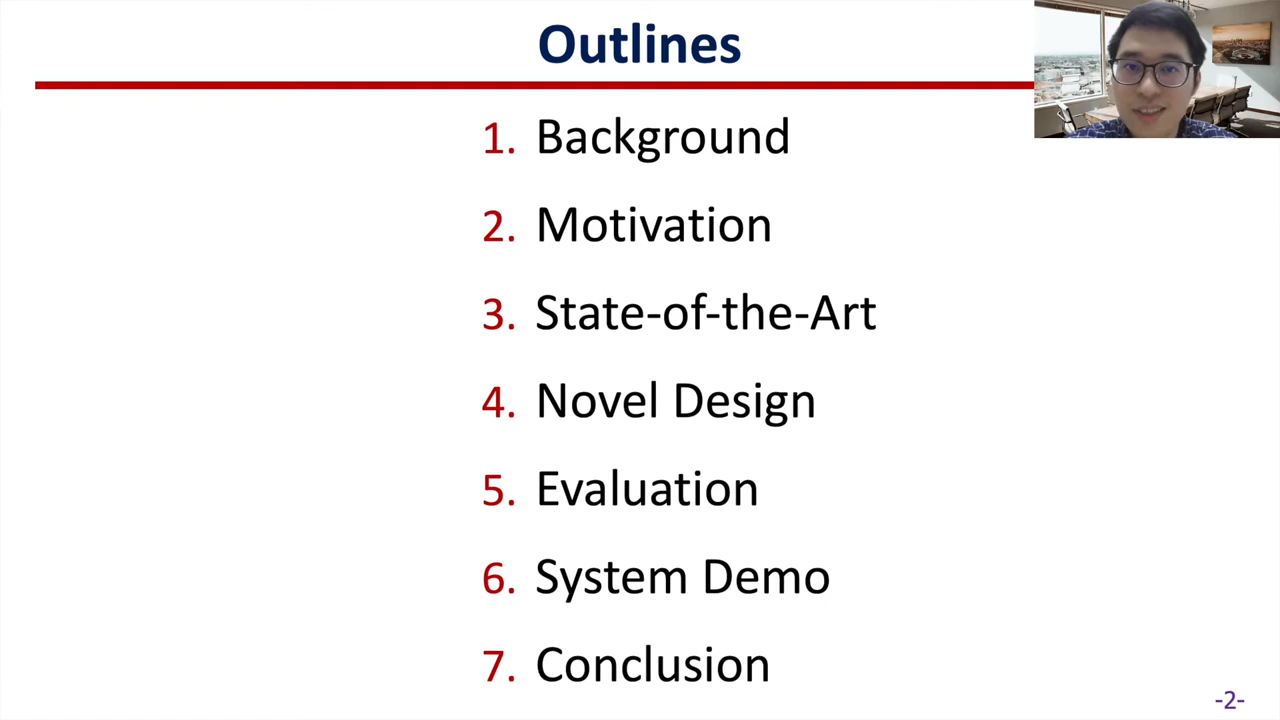 Outlines
1. Background
2. Motivation
3. State-of-the-Art
4. Novel Design
5. Evaluation
6. System Demo
7. Conclusion
-2-